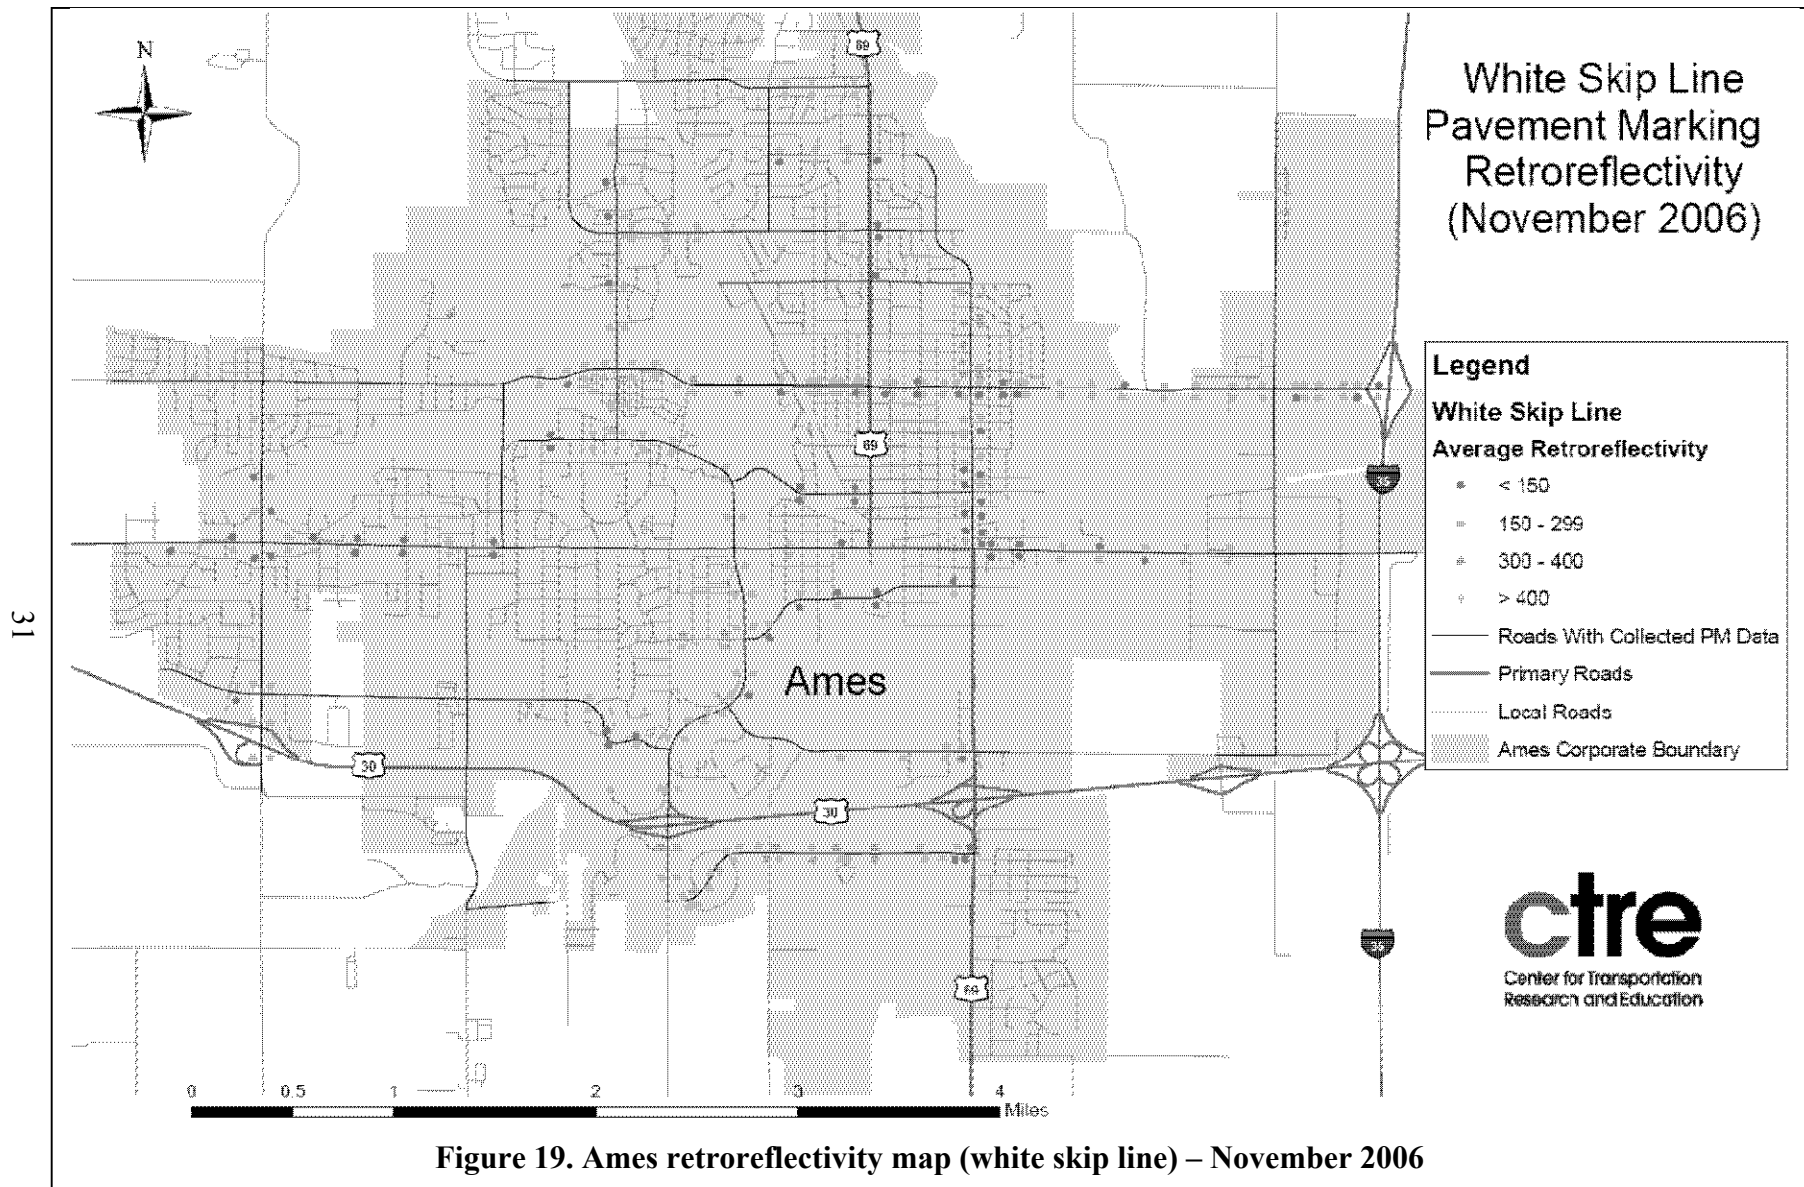 N
69
White Skip Line
Pavement Marking
Retroreflectivity
(November 2006)
Legend
White Skip Line
Average Retroreflectivity
< 150
150 - 299
300 - 400
> 400
Roads With Collected PM Data
Primary Roads
Local Roads
Ames Corporate Boundary
69
35
31
Ames
30
30
ctre
Center for Transportation
Research and Education
35
69
0 0.5 1 2 3 4
Miles
Figure 19. Ames retroreflectivity map (white skip line) – November 2006